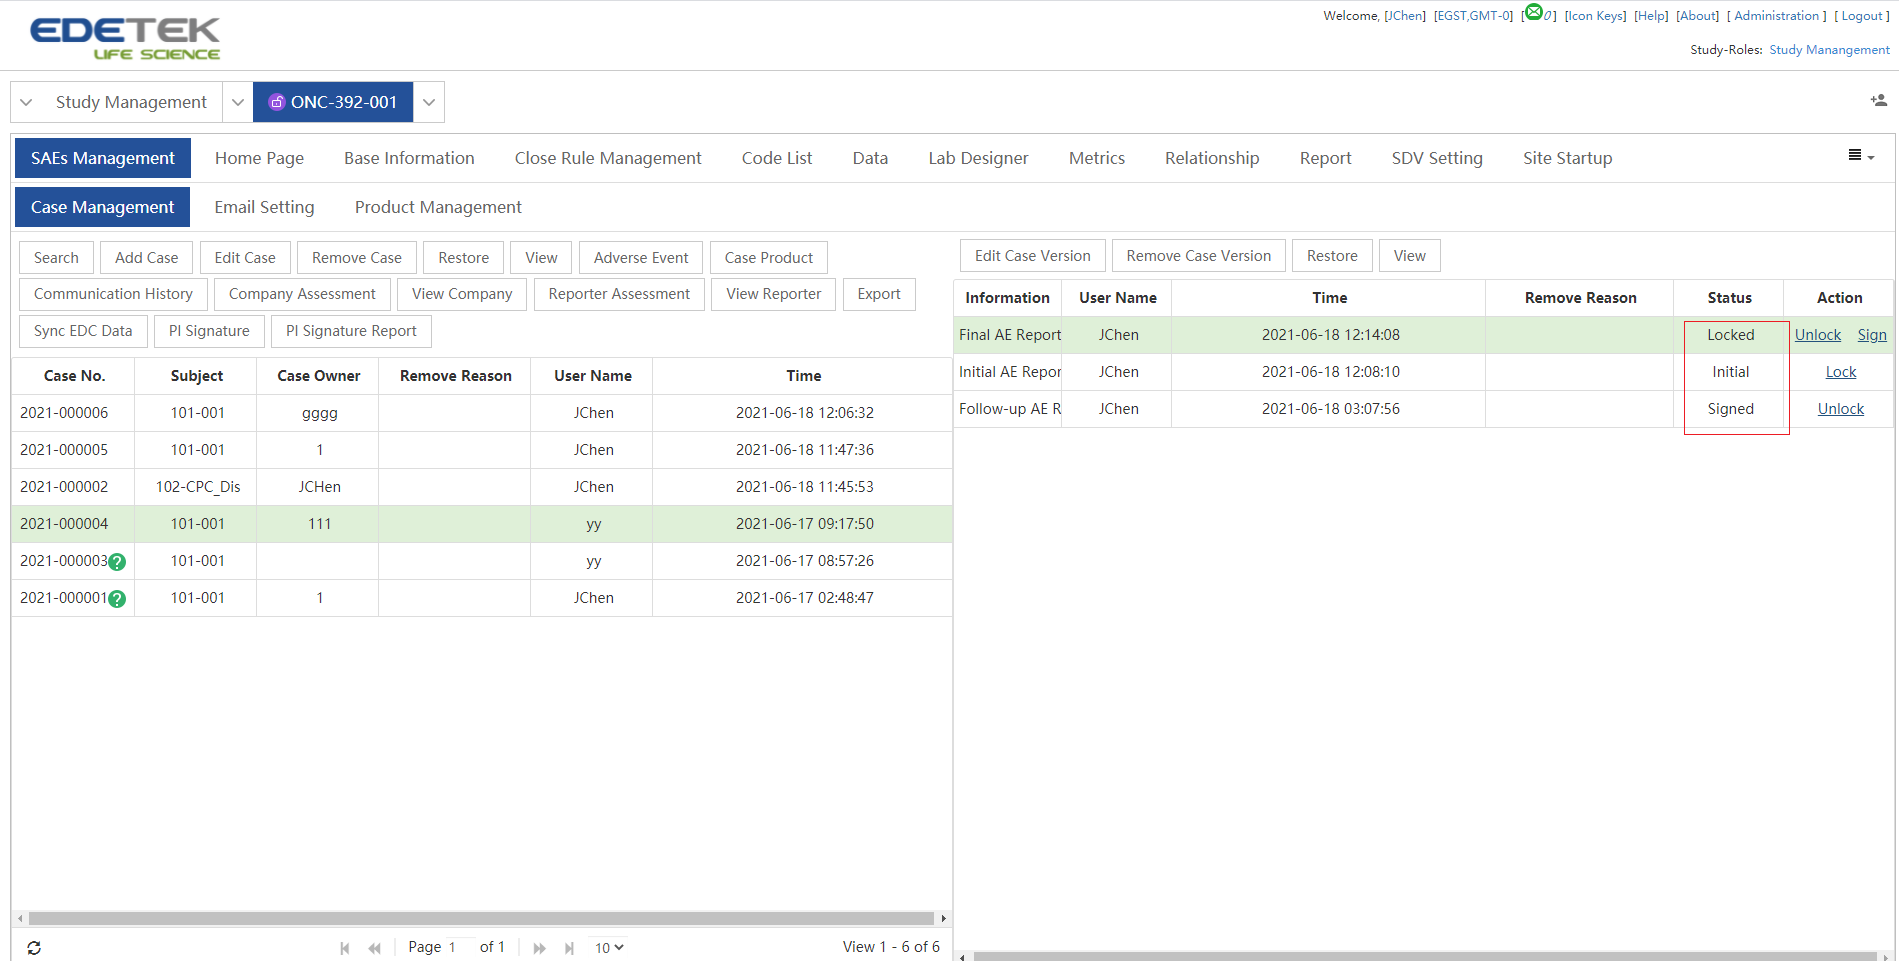 EDETEK
LIFE SCIENCE
Welcome, [JChen] [EGST,GMT-0] [ 0 ] [Icon Keys] [Help] [About] [ Administration ] [ Logout ]
Study-Roles: Study Manangement
Study Management ONC-392-001
SAEs Management Home Page Base Information Close Rule Management Code List Data Lab Designer Metrics Relationship Report SDV Setting Site Startup
Case Management Email Setting Product Management
Search Add Case Edit Case Remove Case Restore View Adverse Event Case Product
Communication History Company Assessment View Company Reporter Assessment View Reporter Export
Sync EDC Data PI Signature PI Signature Report
Case No. Subject Case Owner Remove Reason User Name Time
2021-000006 101-001 gggg JChen 2021-06-18 12:06:32
2021-000005 101-001 1 JChen 2021-06-18 11:47:36
2021-000002 102-CPC_Dis JCHen JChen 2021-06-18 11:45:53
2021-000004 101-001 111 yy 2021-06-17 09:17:50
2021-000003 ? 101-001 yy 2021-06-17 08:57:26
2021-000001 ? 101-001 1 JChen 2021-06-17 02:48:47
Page 1 of 1 10 View 1 - 6 of 6
Edit Case Version Remove Case Version Restore View
Information User Name Time Remove Reason Status Action
Final AE Report JChen 2021-06-18 12:14:08 Locked Unlock Sign
Initial AE Repor JChen 2021-06-18 12:08:10 Initial Lock
Follow-up AE R JChen 2021-06-18 03:07:56 Signed Unlock